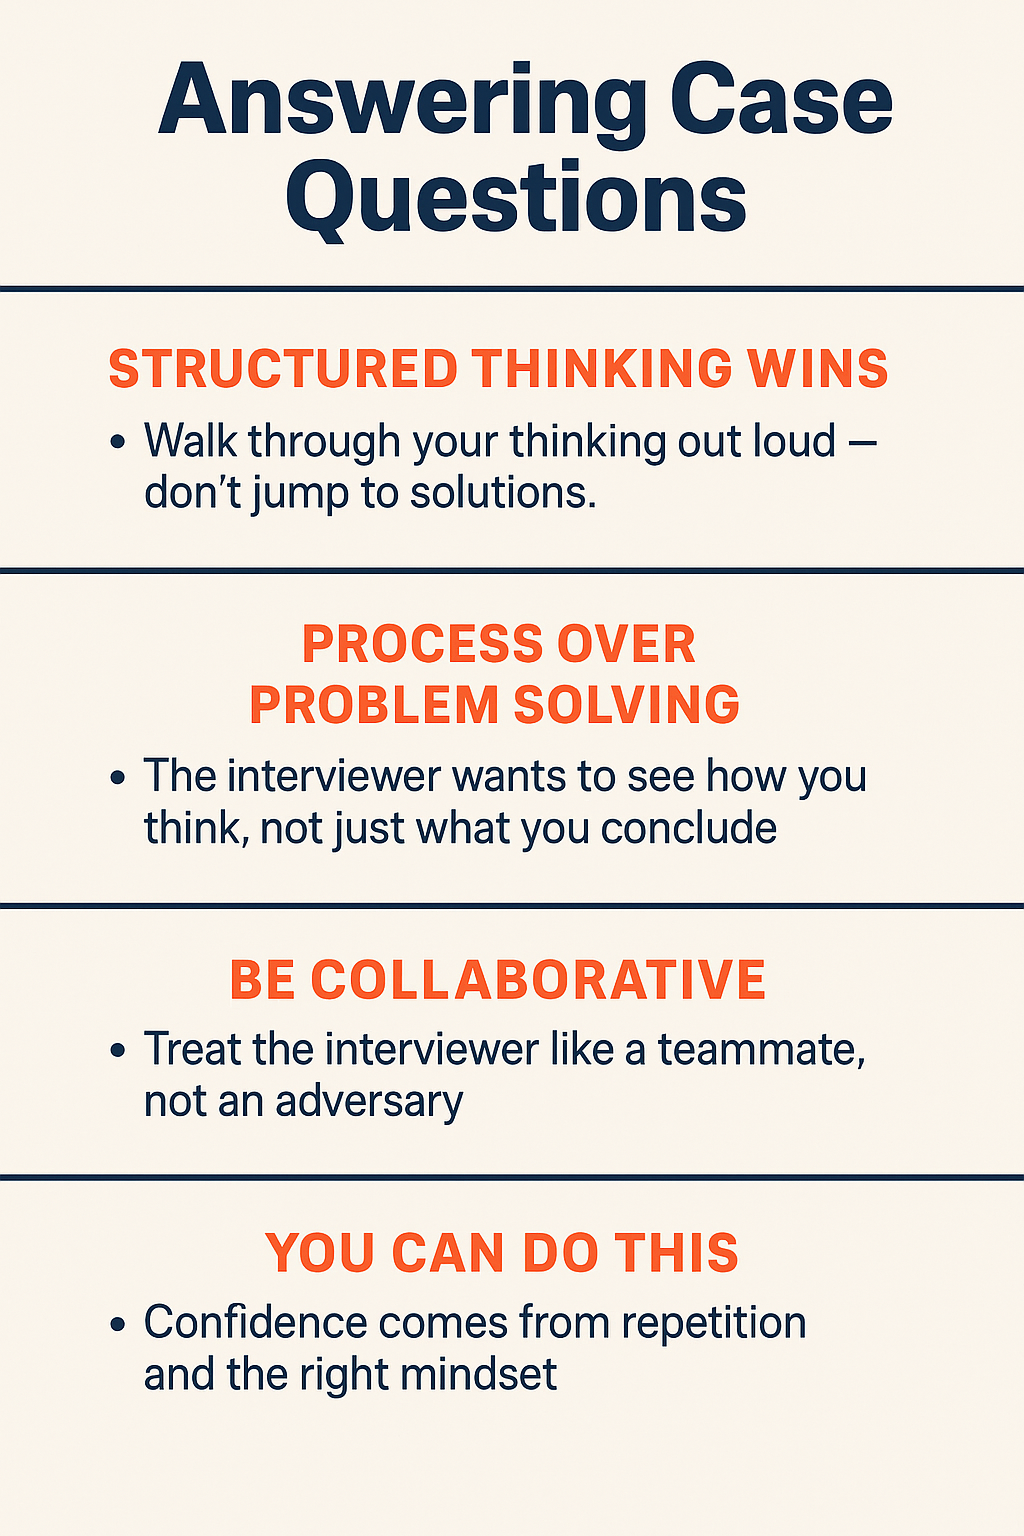 Answering Case
Questions
STRUCTURED THINKING WINS
• Walk through your thinking out loud —
don't jump to solutions.
PROCESS OVER
PROBLEM SOLVING
• The interviewer wants to see how you
think, not just what you conclude
BE COLLABORATIVE
• Treat the interviewer like a teammate,
not an adversary
YOU CAN DO THIS
• Confidence comes from repetition
and the right mindset